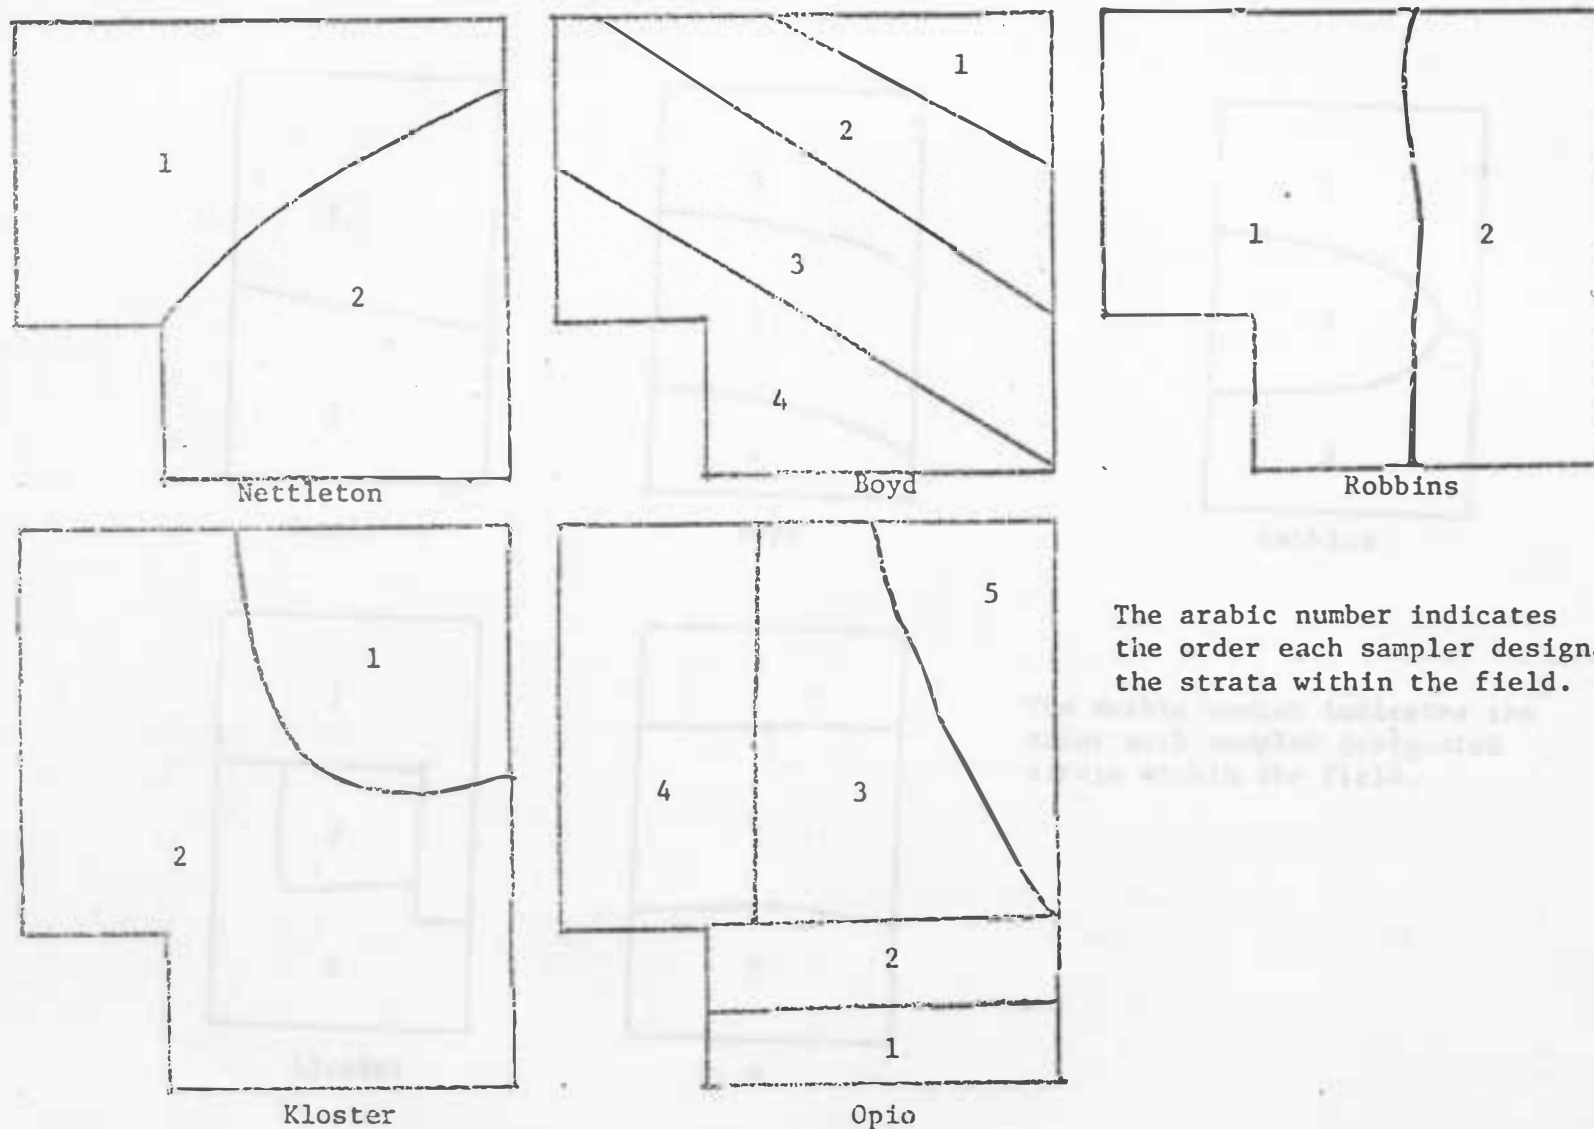 1
2
Nettleton
1
2
3
4
Boyd
1
2
Robbins
1
2
Kloster
5
4
3
2
1
Opio
The arabic number indicates
the order each sampler design
the strata within the field.